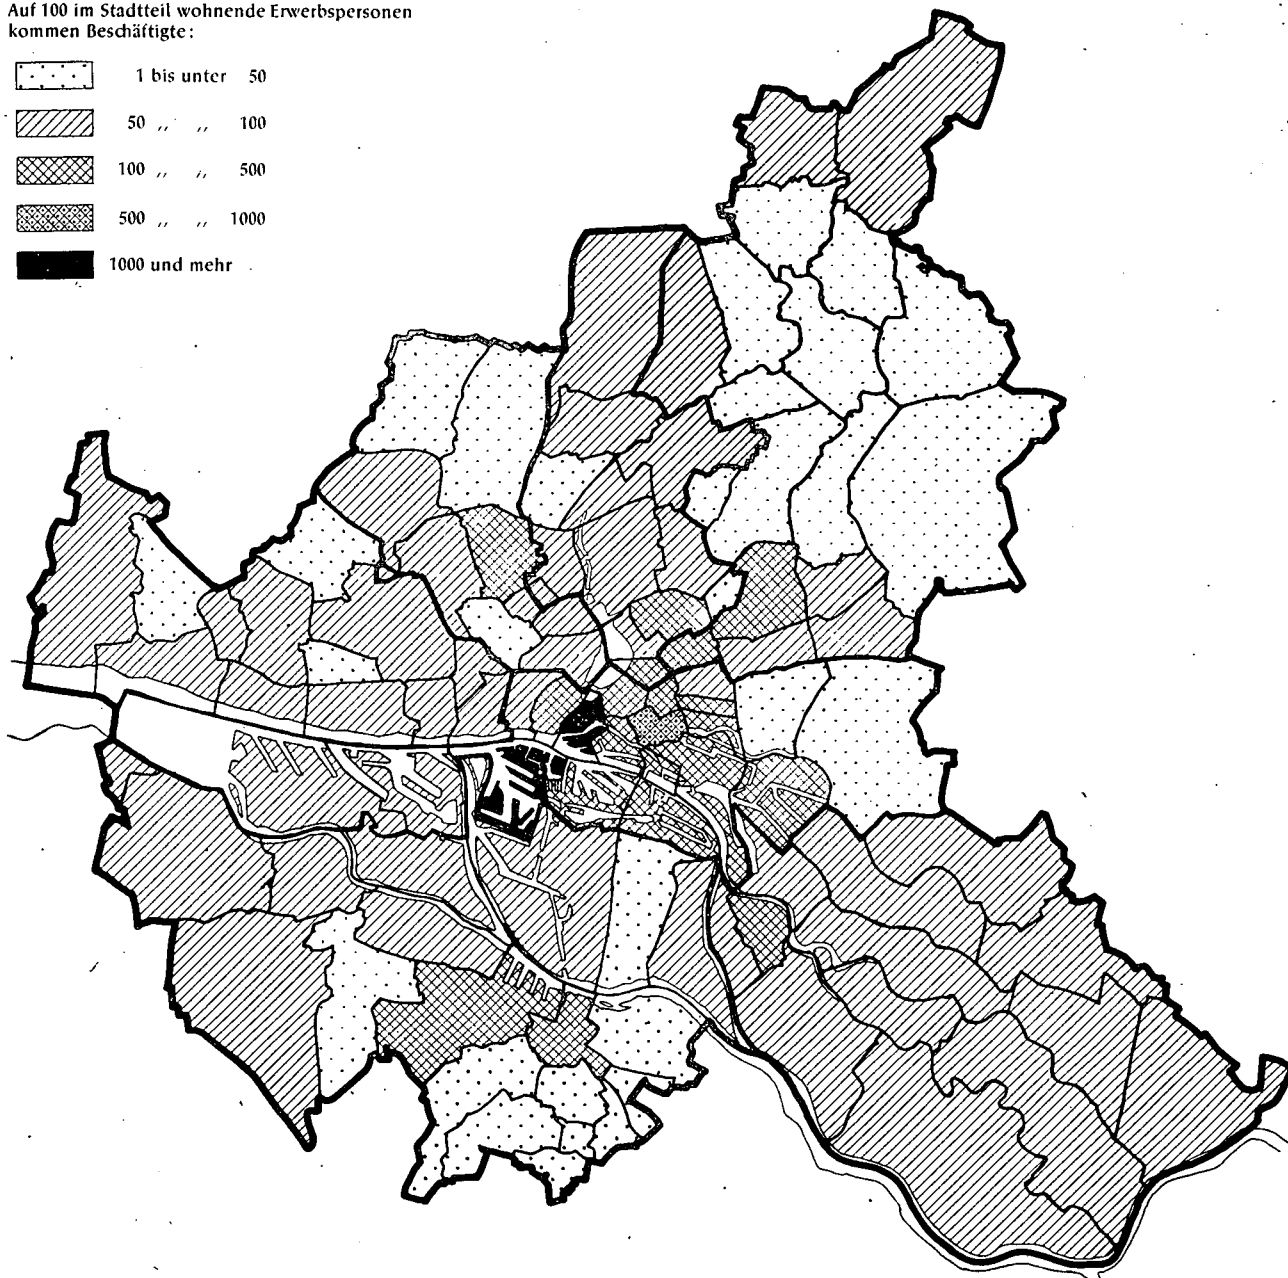 Auf 100 im Stadtteil wohnende Erwerbspersonen
kommen Beschäftigte:
1 bis unter 50
50 „ „ 100
100 „ „ 500
500 „ „ 1000
1000 und mehr